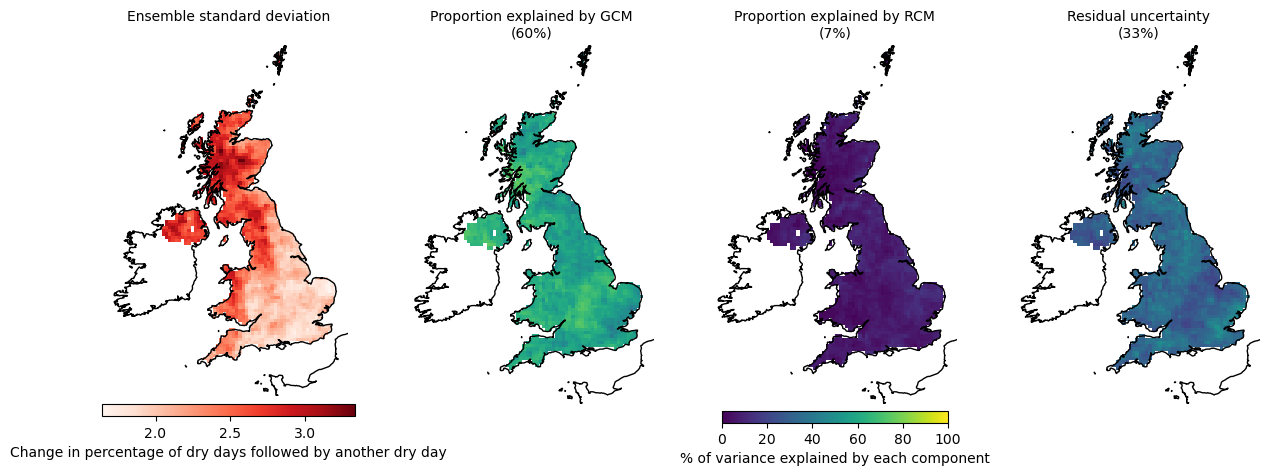 Ensemble standard deviation
Proportion explained by GCM
(60%)
Proportion explained by RCM
(7%)
Residual uncertainty
(33%)
2.0 2.5 3.0
Change in percentage of dry days followed by another dry day
0 20 40 60 80 100
% of variance explained by each component